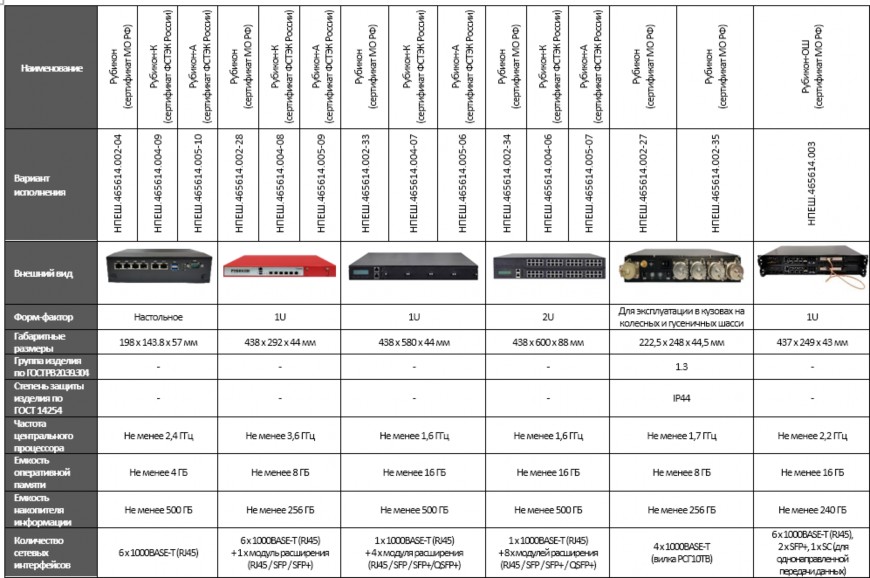 Наименование
Рубикон
(сертификат МО РФ)
Рубикон-К
(сертификат ФСТЭК России)
Рубикон-А
(сертификат ФСТЭК России)
Рубикон
(сертификат МО РФ)
Рубикон-К
(сертификат ФСТЭК России)
Рубикон-А
(сертификат ФСТЭК России)
Рубикон
(сертификат МО РФ)
Рубикон-К
(сертификат ФСТЭК России)
Рубикон-А
(сертификат ФСТЭК России)
Рубикон
(сертификат МО РФ)
Рубикон-К
(сертификат ФСТЭК России)
Рубикон-А
(сертификат ФСТЭК России)
Рубикон
(сертификат МО РФ)
Рубикон
(сертификат МО РФ)
Рубикон-ОШ
(сертификат МО РФ)
Вариант
исполнения
НПЕШ.465614.002-04
НПЕШ.465614.004-09
НПЕШ.465614.005-10
НПЕШ.465614.002-28
НПЕШ.465614.004-08
НПЕШ.465614.005-09
НПЕШ.465614.002-33
НПЕШ.465614.004-07
НПЕШ.465614.005-06
НПЕШ.465614.002-34
НПЕШ.465614.004-06
НПЕШ.465614.005-07
НПЕШ.465614.002-27
НПЕШ.465614.002-35
НПЕШ.465614.003
Внешний вид
Форм-фактор
Настольное
1U
1U
2U
Для эксплуатации в кузовах на
колесных и гусеничных шасси
1U
Габаритные
размеры
198 x 143.8 x 57 мм
438 x 292 x 44 мм
438 x 580 x 44 мм
438 x 600 x 88 мм
222,5 x 248 x 44,5 мм
437 x 249 x 43 мм
Группа изделия
по ГОСТРВ2039.304
-
-
-
-
1.3
-
Степень защиты
изделия по
ГОСТ 14254
-
-
-
-
IP44
-
Частота
центрального
процессора
Не менее 2,4 ГГц
Не менее 3,6 ГГц
Не менее 1,6 ГГц
Не менее 1,6 ГГц
Не менее 1,7 ГГц
Не менее 2,2 ГГц
Емкость
оперативной
памяти
Не менее 4 ГБ
Не менее 8 ГБ
Не менее 16 ГБ
Не менее 16 ГБ
Не менее 8 ГБ
Не менее 16 ГБ
Емкость
накопителя
информации
Не менее 500 ГБ
Не менее 256 ГБ
Не менее 500 ГБ
Не менее 500 ГБ
Не менее 256 ГБ
Не менее 240 ГБ
Количество
сетевых
интерфейсов
6 x 1000BASE-T (RJ45)
6 x 1000BASE-T (RJ45)
+ 1 x модуль расширения
(RJ45 / SFP / SFP+)
1 x 1000BASE-T (RJ45)
+ 4 x модуля расширения
(RJ45 / SFP / SFP+/QSFP+)
1 x 1000BASE-T (RJ45)
+ 8 x модулей расширения
(RJ45 / SFP / SFP+ / QSFP+)
4 x 1000BASE-T
(вилка РСГ10ТВ)
6 x 1000BASE-T (RJ45),
2 x SFP+, 1 x SC (для
однонаправленной
передачи данных)